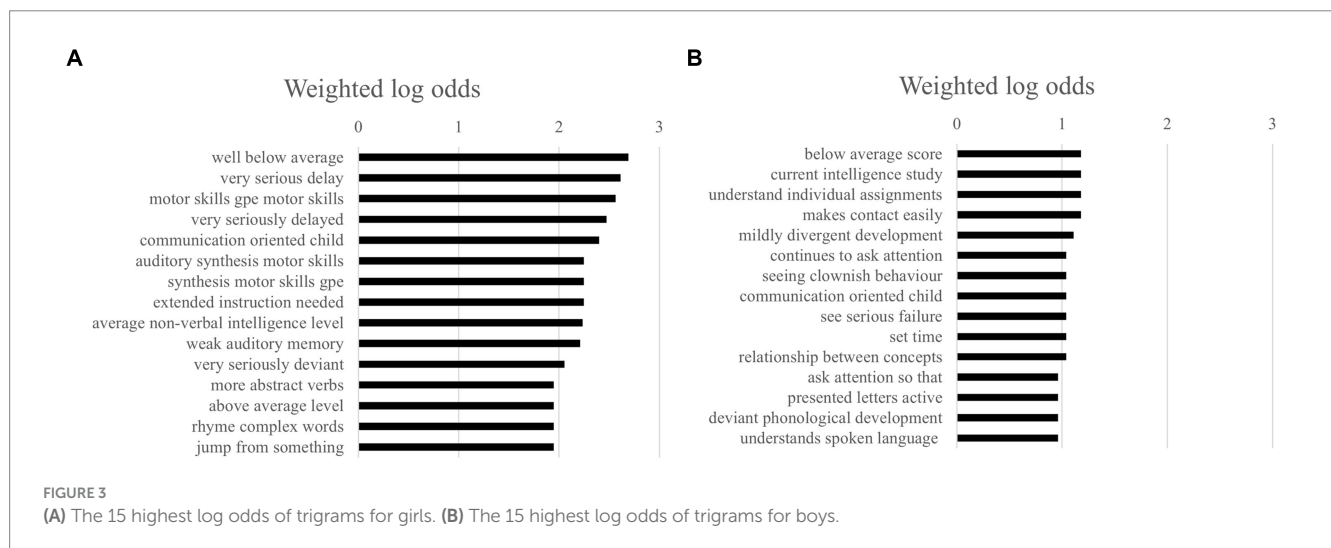 A
Weighted log odds
0 1 2 3
well below average
very serious delay
motor skills gpe motor skills
very seriously delayed
communication oriented child
auditory synthesis motor skills
synthesis motor skills gpe
extended instruction needed
average non-verbal intelligence level
weak auditory memory
very seriously deviant
more abstract verbs
above average level
rhyme complex words
jump from something
B
Weighted log odds
0 1 2 3
below average score
current intelligence study
understand individual assignments
makes contact easily
mildly divergent development
continues to ask attention
seeing clownish behaviour
communication oriented child
see serious failure
set time
relationship between concepts
ask attention so that
presented letters active
deviant phonological development
understands spoken language
FIGURE 3
(A) The 15 highest log odds of trigrams for girls. (B) The 15 highest log odds of trigrams for boys.